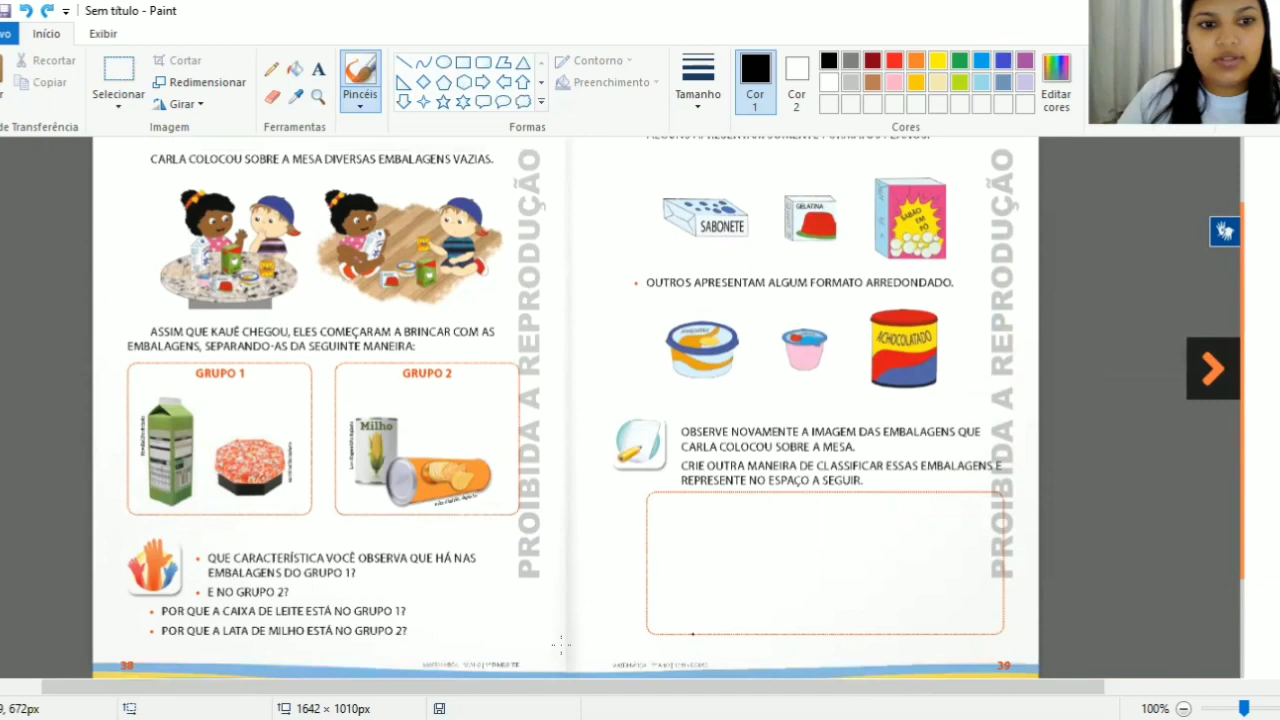 Sem título - Paint
Início
Exibir
Recortar
Copiar
Selecionar
Cortar
Redimensionar
Girar
Pincéis
Contorno
Preenchimento
Tamanho
Cor 1
Cor 2
Editar cores
de Transferência
Imagem
Ferramentas
Formas
Cores
CARLA COLOCOU SOBRE A MESA DIVERSAS EMBALAGENS VAZIAS.
ASSIM QUE KAUÊ CHEGOU, ELES COMEÇARAM A BRINCAR COM AS
EMBALAGENS, SEPARANDO-AS DA SEGUINTE MANEIRA:
GRUPO 1
GRUPO 2
Milho
• QUE CARACTERÍSTICA VOCÊ OBSERVA QUE HÁ NAS
EMBALAGENS DO GRUPO 1?
• E NO GRUPO 2?
• POR QUE A CAIXA DE LEITE ESTÁ NO GRUPO 1?
• POR QUE A LATA DE MILHO ESTÁ NO GRUPO 2?
38
PROIBIDA A REPRODUÇÃO
SABONETE
GELATINA
SABÃO
EM
PÓ
• OUTROS APRESENTAM ALGUM FORMATO ARREDONDADO.
ACHOCOLATADO
OBSERVE NOVAMENTE A IMAGEM DAS EMBALAGENS QUE
CARLA COLOCOU SOBRE A MESA.
CRIE OUTRA MANEIRA DE CLASSIFICAR ESSAS EMBALAGENS E
REPRESENTE NO ESPAÇO A SEGUIR.
39
PROIBIDA A REPRODUÇÃO
672px
1642 × 1010px
100%